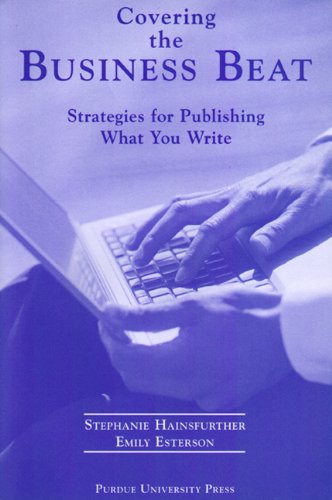 Covering
the
BUSINESS BEAT
Strategies for Publishing
What You Write
STEPHANIE HAINSFURTHER
EMILY ESTERSON
PURDUE UNIVERSITY PRESS